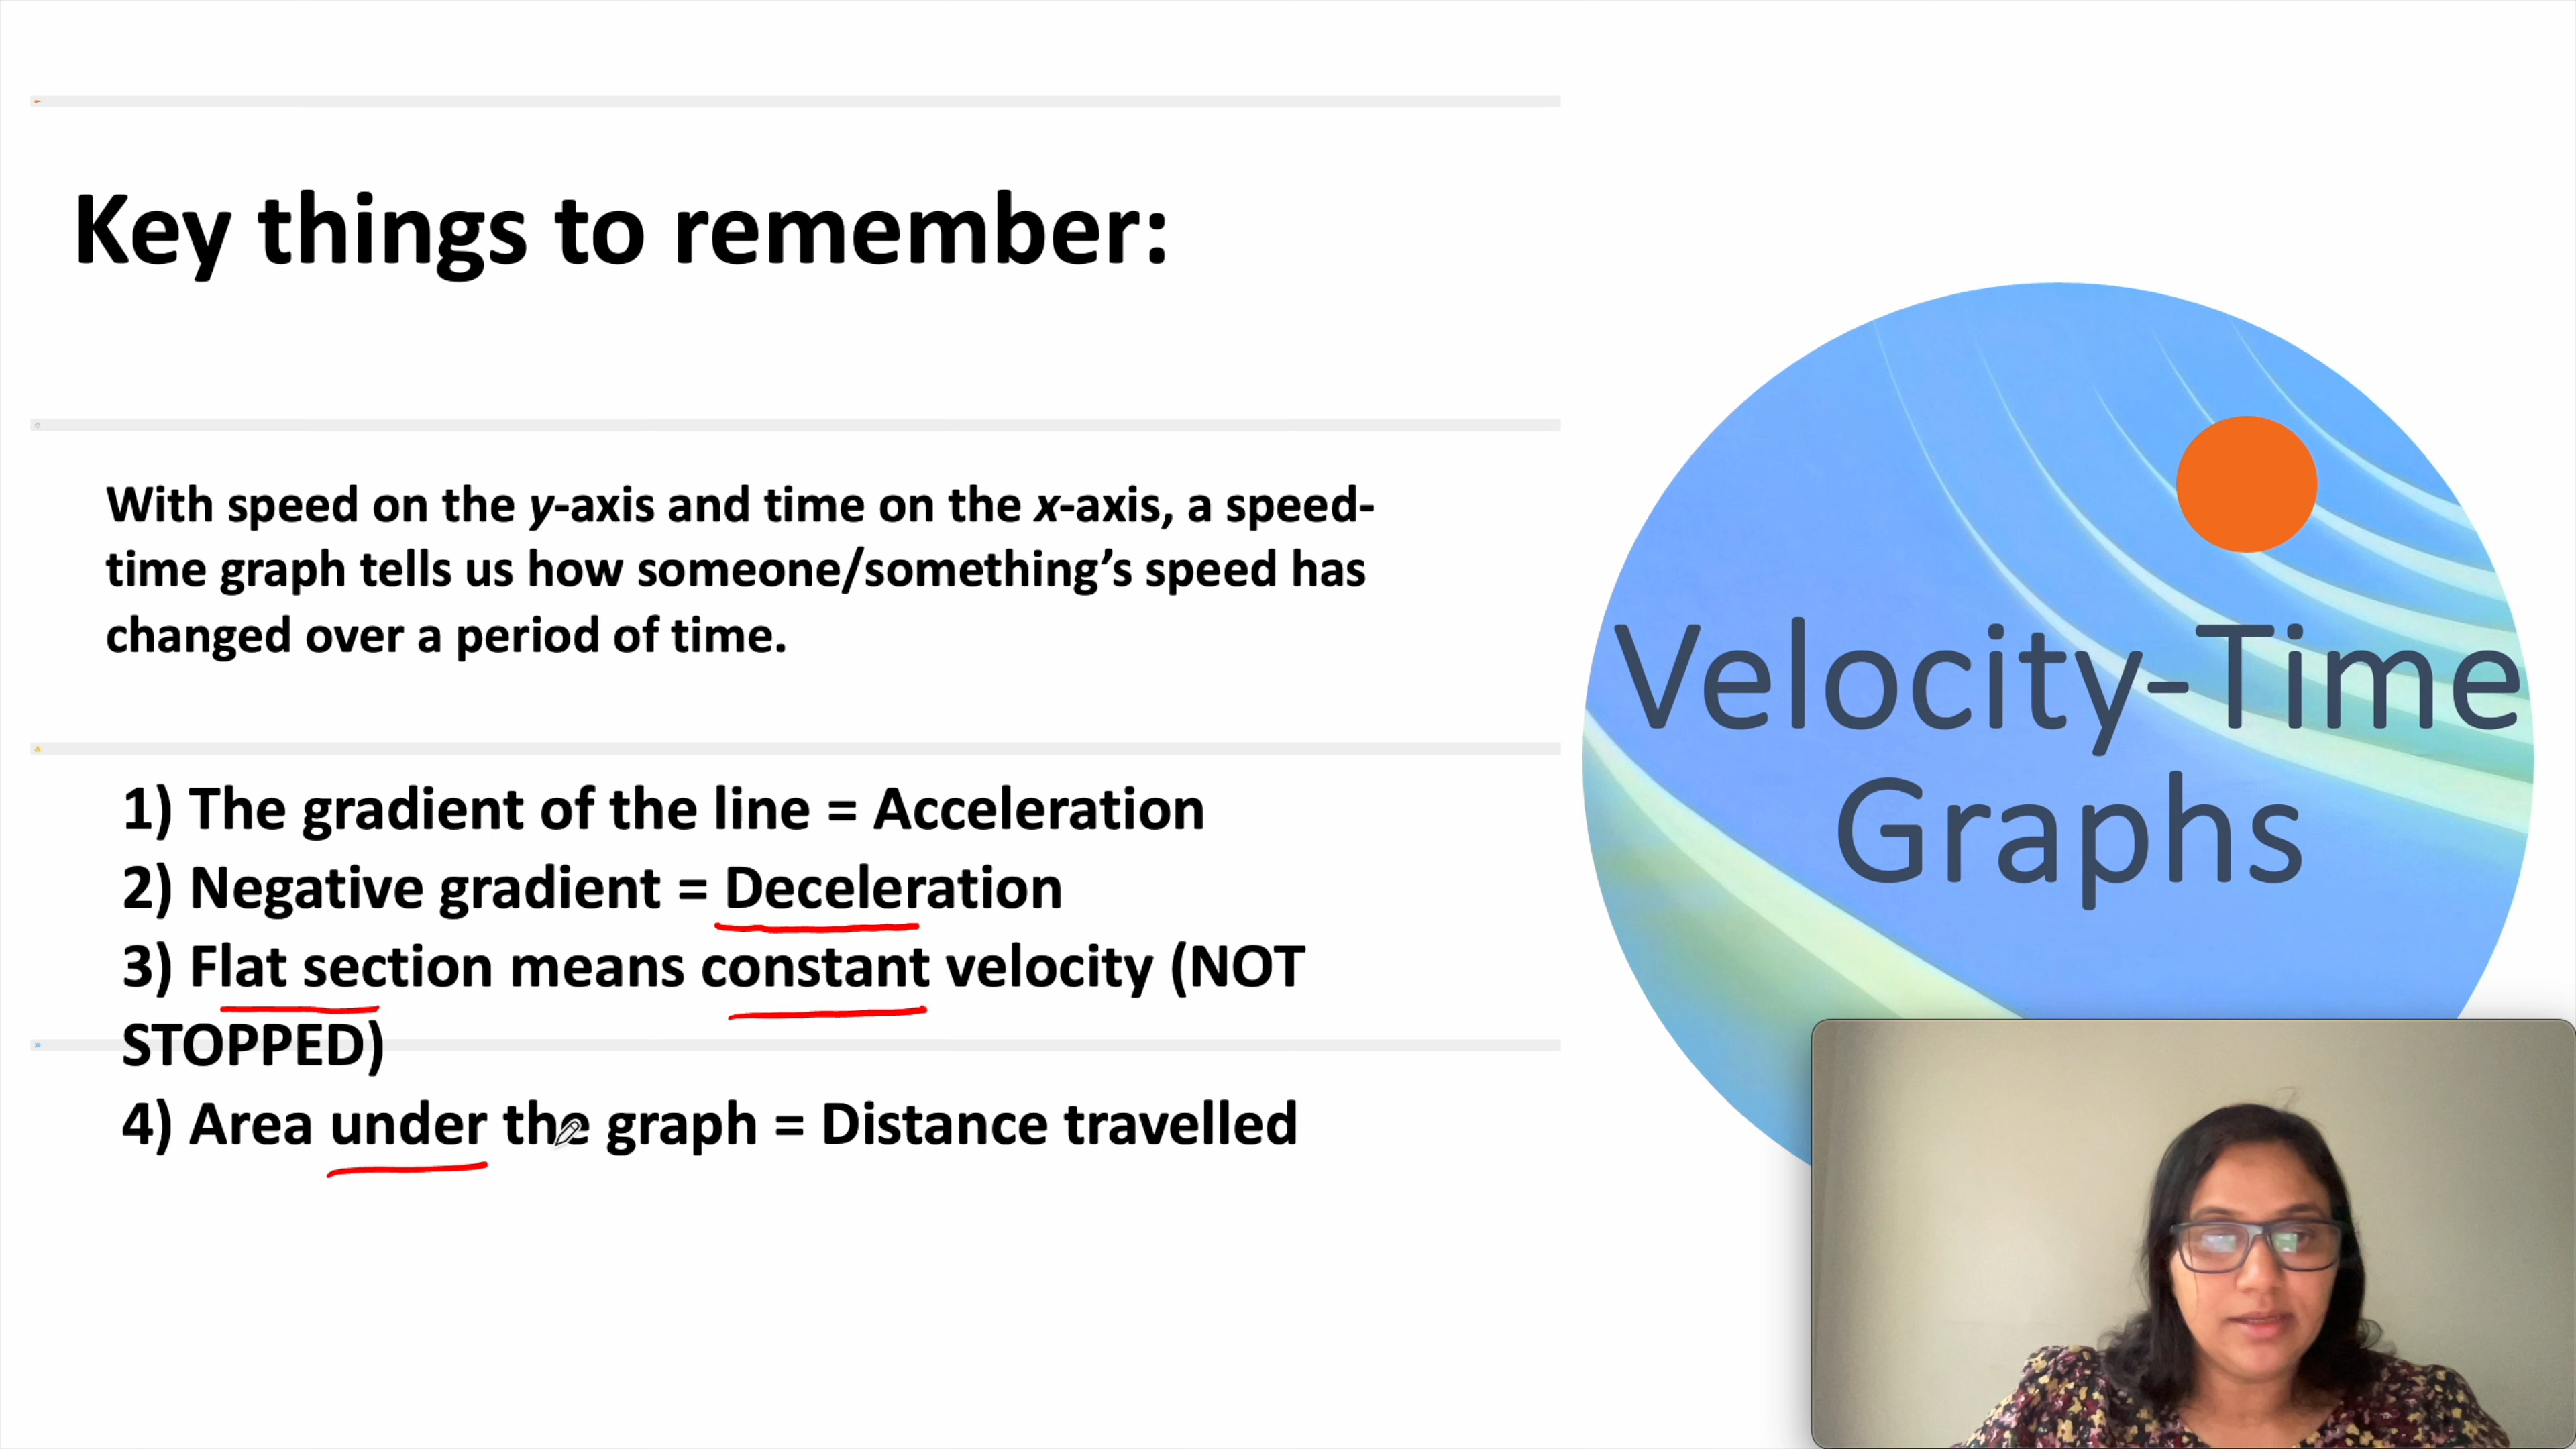 Key things to remember:
With speed on the y-axis and time on the x-axis, a speed-
time graph tells us how someone/something’s speed has
changed over a period of time.
1) The gradient of the line = Acceleration
2) Negative gradient = Deceleration
3) Flat section means constant velocity (NOT
STOPPED)
4) Area under the graph = Distance travelled
Velocity-Time
Graphs